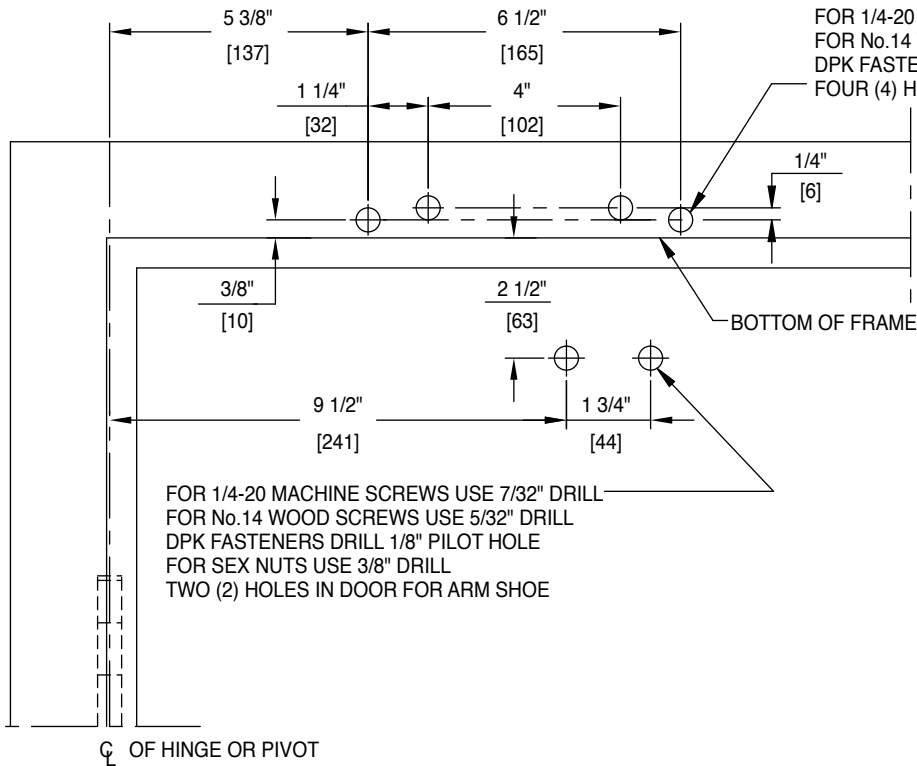 5 3/8"
[137]
6 1/2"
[165]
FOR 1/4-20
FOR No.14
DPK FASTE
FOUR (4) H
1 1/4"
[32]
4"
[102]
1/4"
[6]
3/8"
[10]
2 1/2"
[63]
BOTTOM OF FRAME
9 1/2"
[241]
1 3/4"
[44]
FOR 1/4-20 MACHINE SCREWS USE 7/32" DRILL
FOR No.14 WOOD SCREWS USE 5/32" DRILL
DPK FASTENERS DRILL 1/8" PILOT HOLE
FOR SEX NUTS USE 3/8" DRILL
TWO (2) HOLES IN DOOR FOR ARM SHOE
℄ OF HINGE OR PIVOT